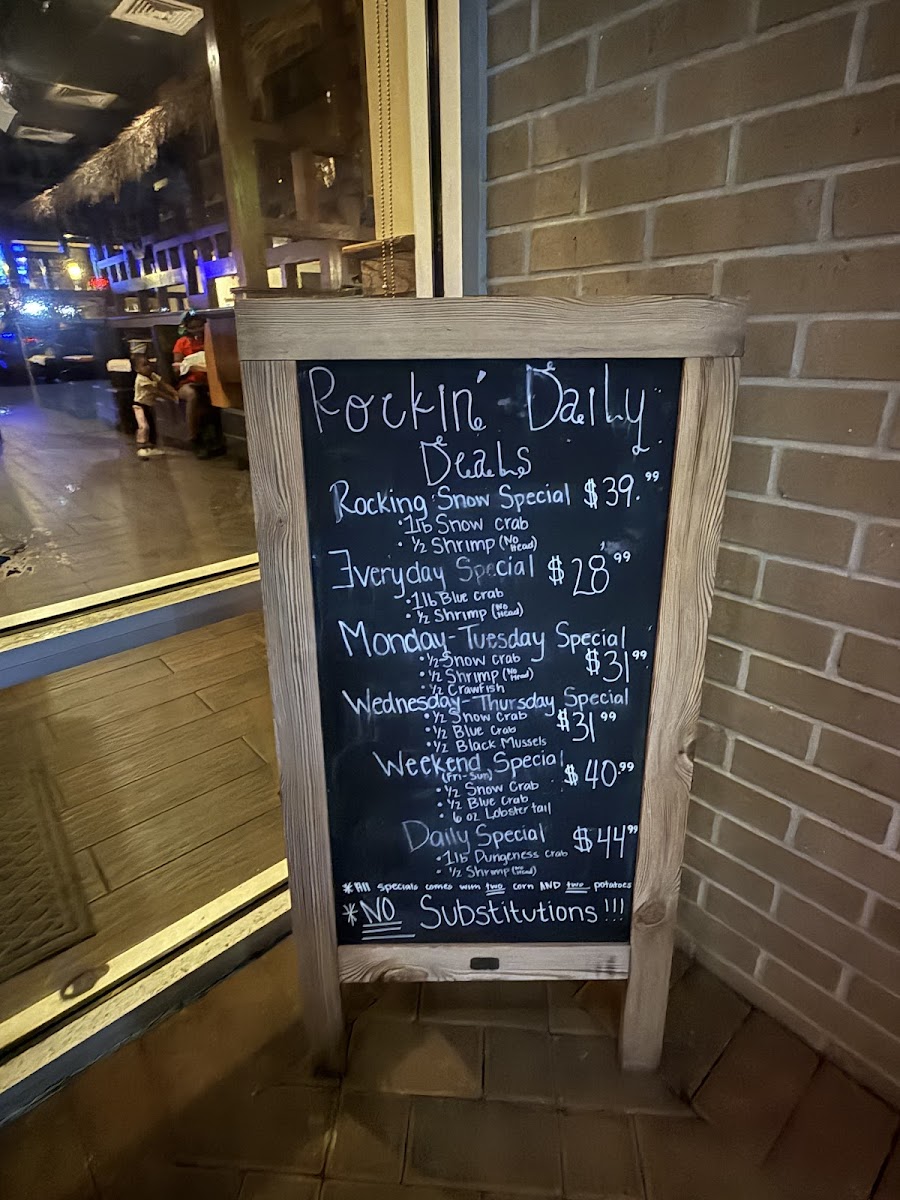 Rockin' Daily
Deals
Rocking Snow Special $39.99
• 1lb Snow crab
• ½ Shrimp (No Head)
Everyday Special $28.99
• 1lb Blue crab
• ½ Shrimp (No Head)
Monday-Tuesday Special
• ½ Snow crab $31.99
• ½ Shrimp (No Head)
• ½ Crawfish
Wednesday-Thursday Special
• ½ Snow Crab $31.99
• ½ Blue Crab
• ½ Black Mussels
Weekend Special $40.99
(Fri-Sun)
• ½ Snow Crab
• ½ Blue Crab
• 6 oz Lobster tail
Daily Special $44.99
• 1lb Dungeness crab
• ½ Shrimp (No Head)
*All specials comes with two corn AND two potatoes
*NO Substitutions!!!